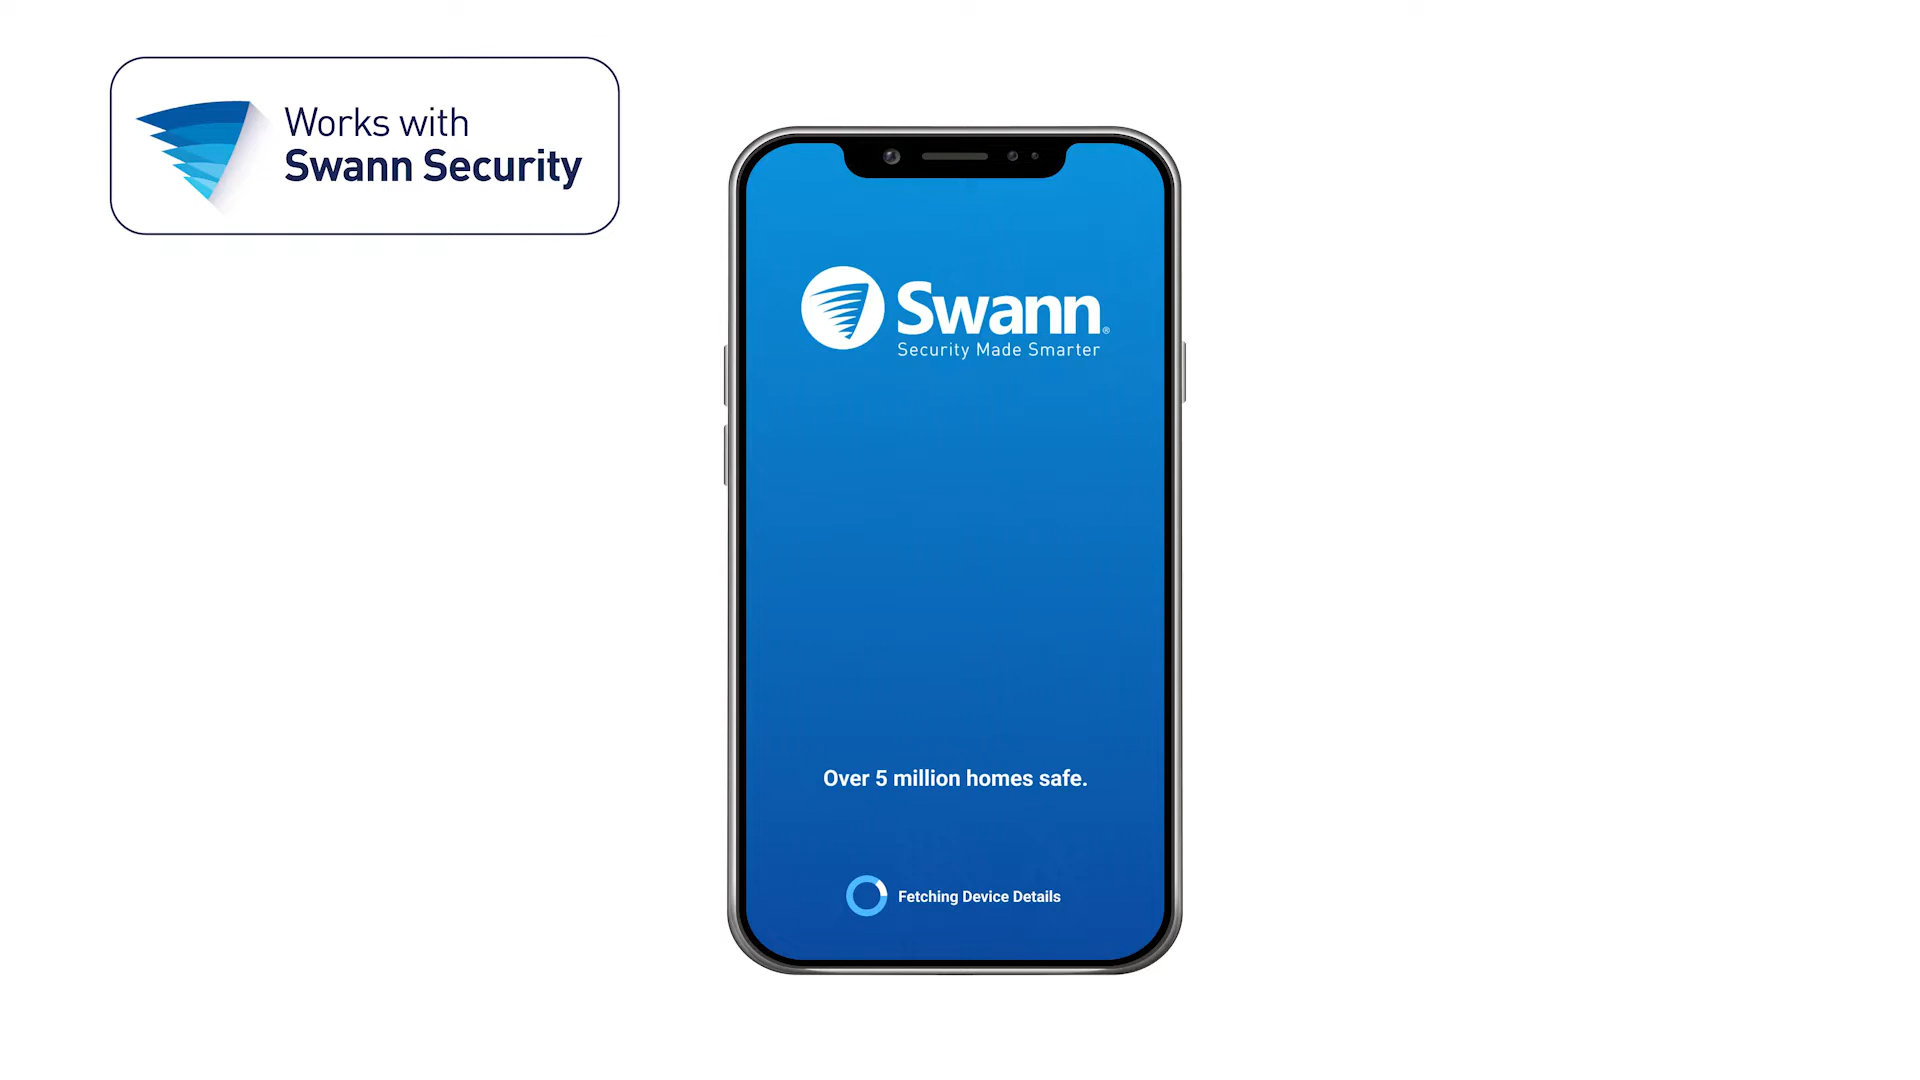 Works with
Swann Security
Swann®
Security Made Smarter
Over 5 million homes safe.
Fetching Device Details